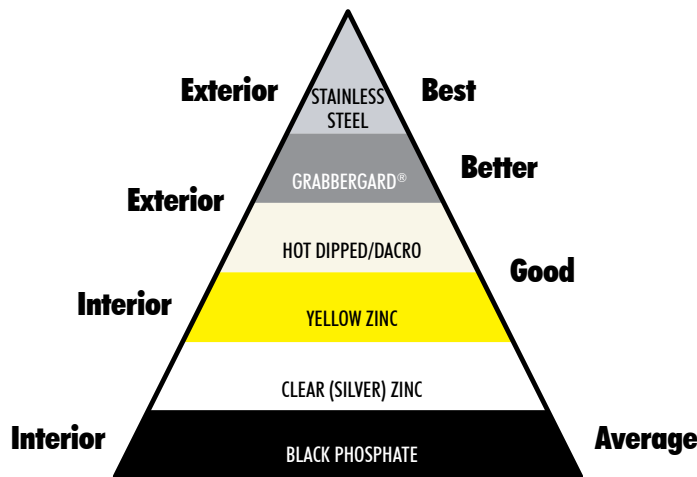 Exterior
STAINLESS
STEEL
Best
GRABBERGARD®
Better
Exterior
HOT DIPPED/DACRO
Good
Interior
YELLOW ZINC
CLEAR (SILVER) ZINC
Interior
BLACK PHOSPHATE
Average